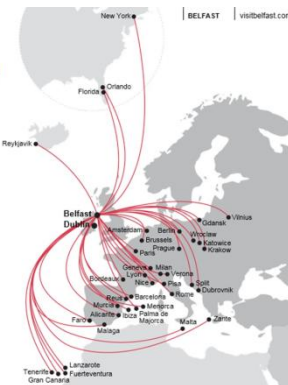 New York
BELFAST
visitbelfast.com
Orlando
Florida
Reykjavik
Belfast
Dublin
Vilnius
Gdansk
Amsterdam
Berlin
Wroclaw
Brussels
Katowice
Prague
Krakow
Paris
Geneva
Milan
Lyon
Verona
Bordeaux
Nice
Pisa
Split
Rome
Dubrovnik
Reus
Barcelona
Murcia
Menorca
Alicante
Ibiza
Palma de
Majorca
Faro
Malaga
Malta
Zante
Lanzarote
Tenerife
Fuerteventura
Gran Canaria